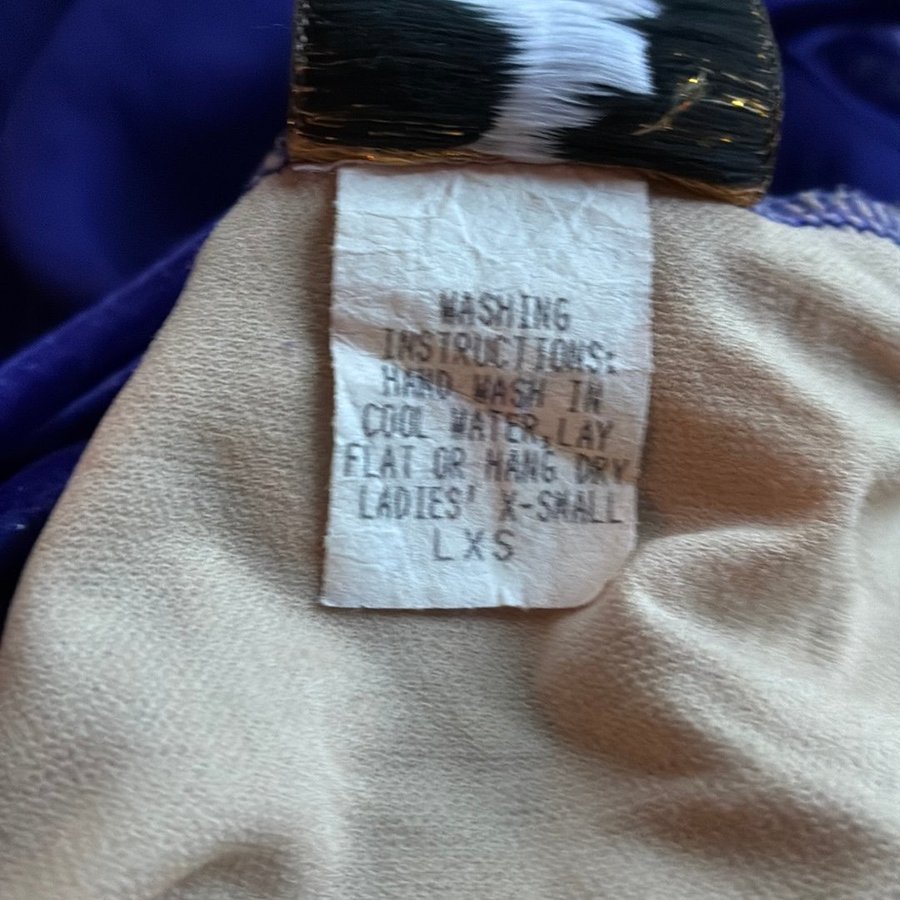 WASHING
INSTRUCTIONS:
HAND WASH IN
COOL WATER, LAY
FLAT OR HANG DRY
LADIES' X-SMALL
LXS